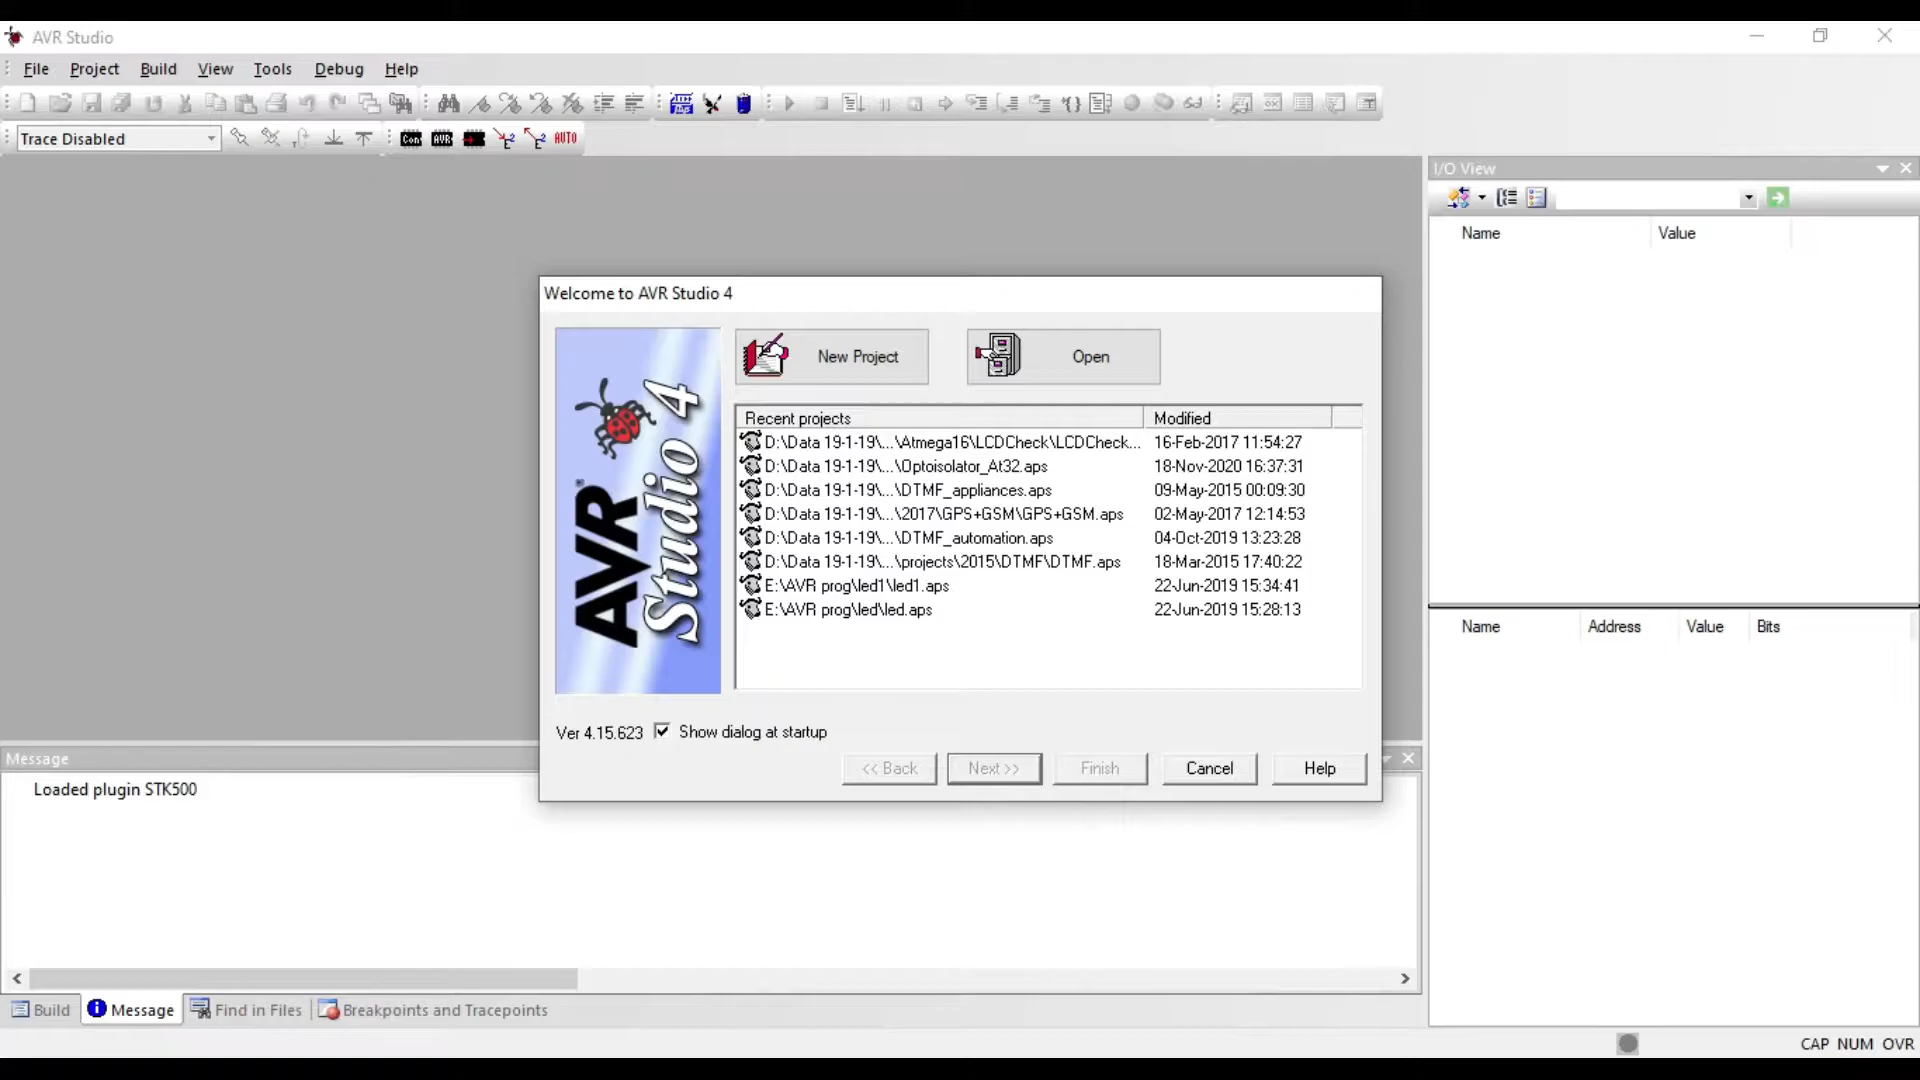 AVR Studio
File Project Build View Tools Debug Help
Trace Disabled
Con AVR AUTO
I/O View
Name Value
Welcome to AVR Studio 4
AVR Studio 4
New Project Open
Recent projects Modified
D:\Data 19-1-19\...\Atmega16\LCDCheck\LCDCheck... 16-Feb-2017 11:54:27
D:\Data 19-1-19\...\Optoisolator_At32.aps 18-Nov-2020 16:37:31
D:\Data 19-1-19\...\DTMF_appliances.aps 09-May-2015 00:09:30
D:\Data 19-1-19\...\2017\GPS+GSM\GPS+GSM.aps 02-May-2017 12:14:53
D:\Data 19-1-19\...\DTMF_automation.aps 04-Oct-2019 13:23:28
D:\Data 19-1-19\...\projects\2015\DTMF\DTMF.aps 18-Mar-2015 17:40:22
E:\AVR prog\led1\led1.aps 22-Jun-2019 15:34:41
E:\AVR prog\led\led.aps 22-Jun-2019 15:28:13
Ver 4.15.623 Show dialog at startup
<< Back Next >> Finish Cancel Help
Name Address Value Bits
Message
Loaded plugin STK500
Build Message Find in Files Breakpoints and Tracepoints
CAP NUM OVR